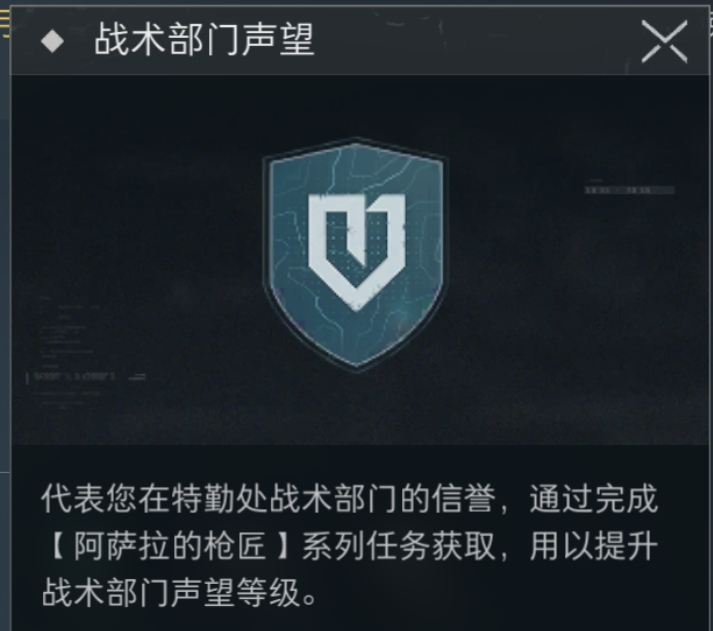 战术部门声望
代表您在特勤处战术部门的信誉，通过完成
【阿萨拉的枪匠】系列任务获取，用以提升
战术部门声望等级。